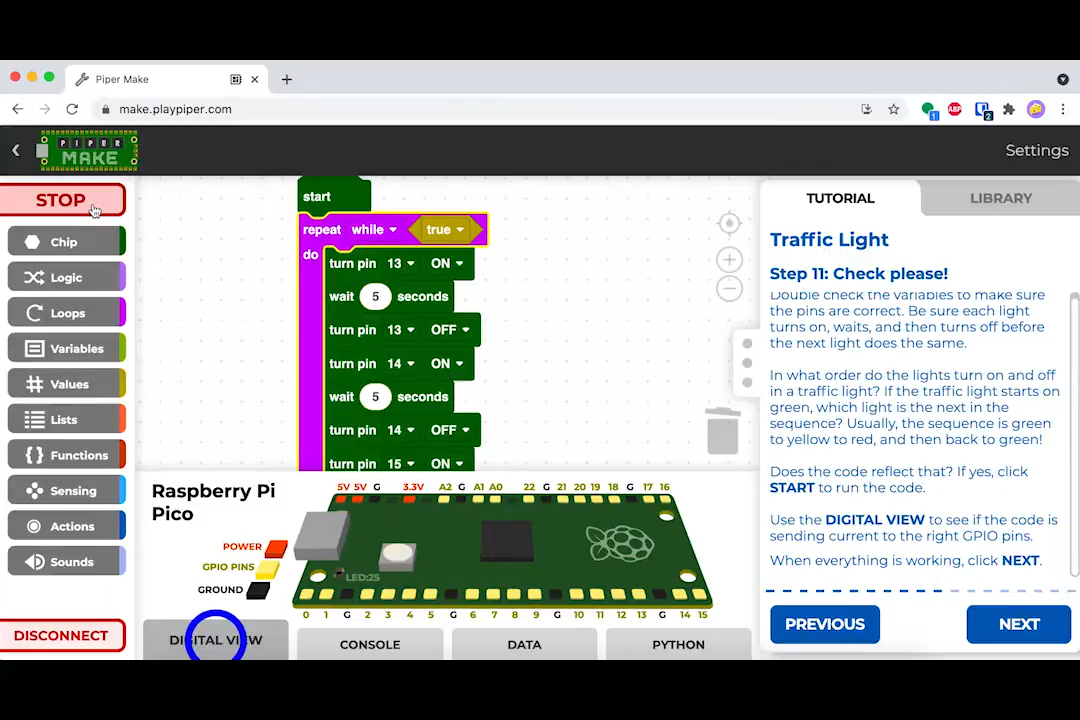 Piper Make
make.playpiper.com
1
ABP
2
PIPER
MAKE
Settings
STOP
Chip
Logic
Loops
Variables
Values
Lists
Functions
Sensing
Actions
Sounds
DISCONNECT
start
repeat while true
do
turn pin 13 ON
wait 5 seconds
turn pin 13 OFF
turn pin 14 ON
wait 5 seconds
turn pin 14 OFF
turn pin 15 ON
Raspberry Pi
Pico
POWER
GPIO PINS
GROUND
5V 5V G 3.3V A2 G A1 A0 22 G 21 20 19 18 G 17 16
LED:25
0 1 G 2 3 4 5 G 6 7 8 9 G 10 11 12 13 G 14 15
DIGITAL VIEW
CONSOLE
DATA
PYTHON
TUTORIAL
LIBRARY
Traffic Light
Step 11: Check please!
Double check the variables to make sure
the pins are correct. Be sure each light
turns on, waits, and then turns off before
the next light does the same.
In what order do the lights turn on and off
in a traffic light? If the traffic light starts on
green, which light is the next in the
sequence? Usually, the sequence is green
to yellow to red, and then back to green!
Does the code reflect that? If yes, click
START to run the code.
Use the DIGITAL VIEW to see if the code is
sending current to the right GPIO pins.
When everything is working, click NEXT.
PREVIOUS
NEXT